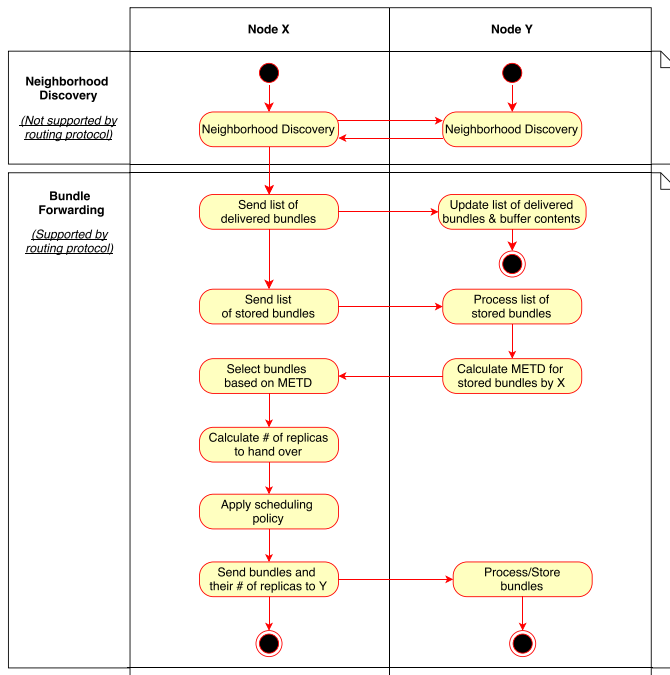 Node X
Node Y
Neighborhood
Discovery
(Not supported by
routing protocol)
Neighborhood Discovery
Neighborhood Discovery
Bundle
Forwarding
(Supported by
routing protocol)
Send list of
delivered bundles
Update list of delivered
bundles & buffer contents
Send list
of stored bundles
Process list of
stored bundles
Select bundles
based on METD
Calculate METD for
stored bundles by X
Calculate # of replicas
to hand over
Apply scheduling
policy
Send bundles and
their # of replicas to Y
Process/Store
bundles